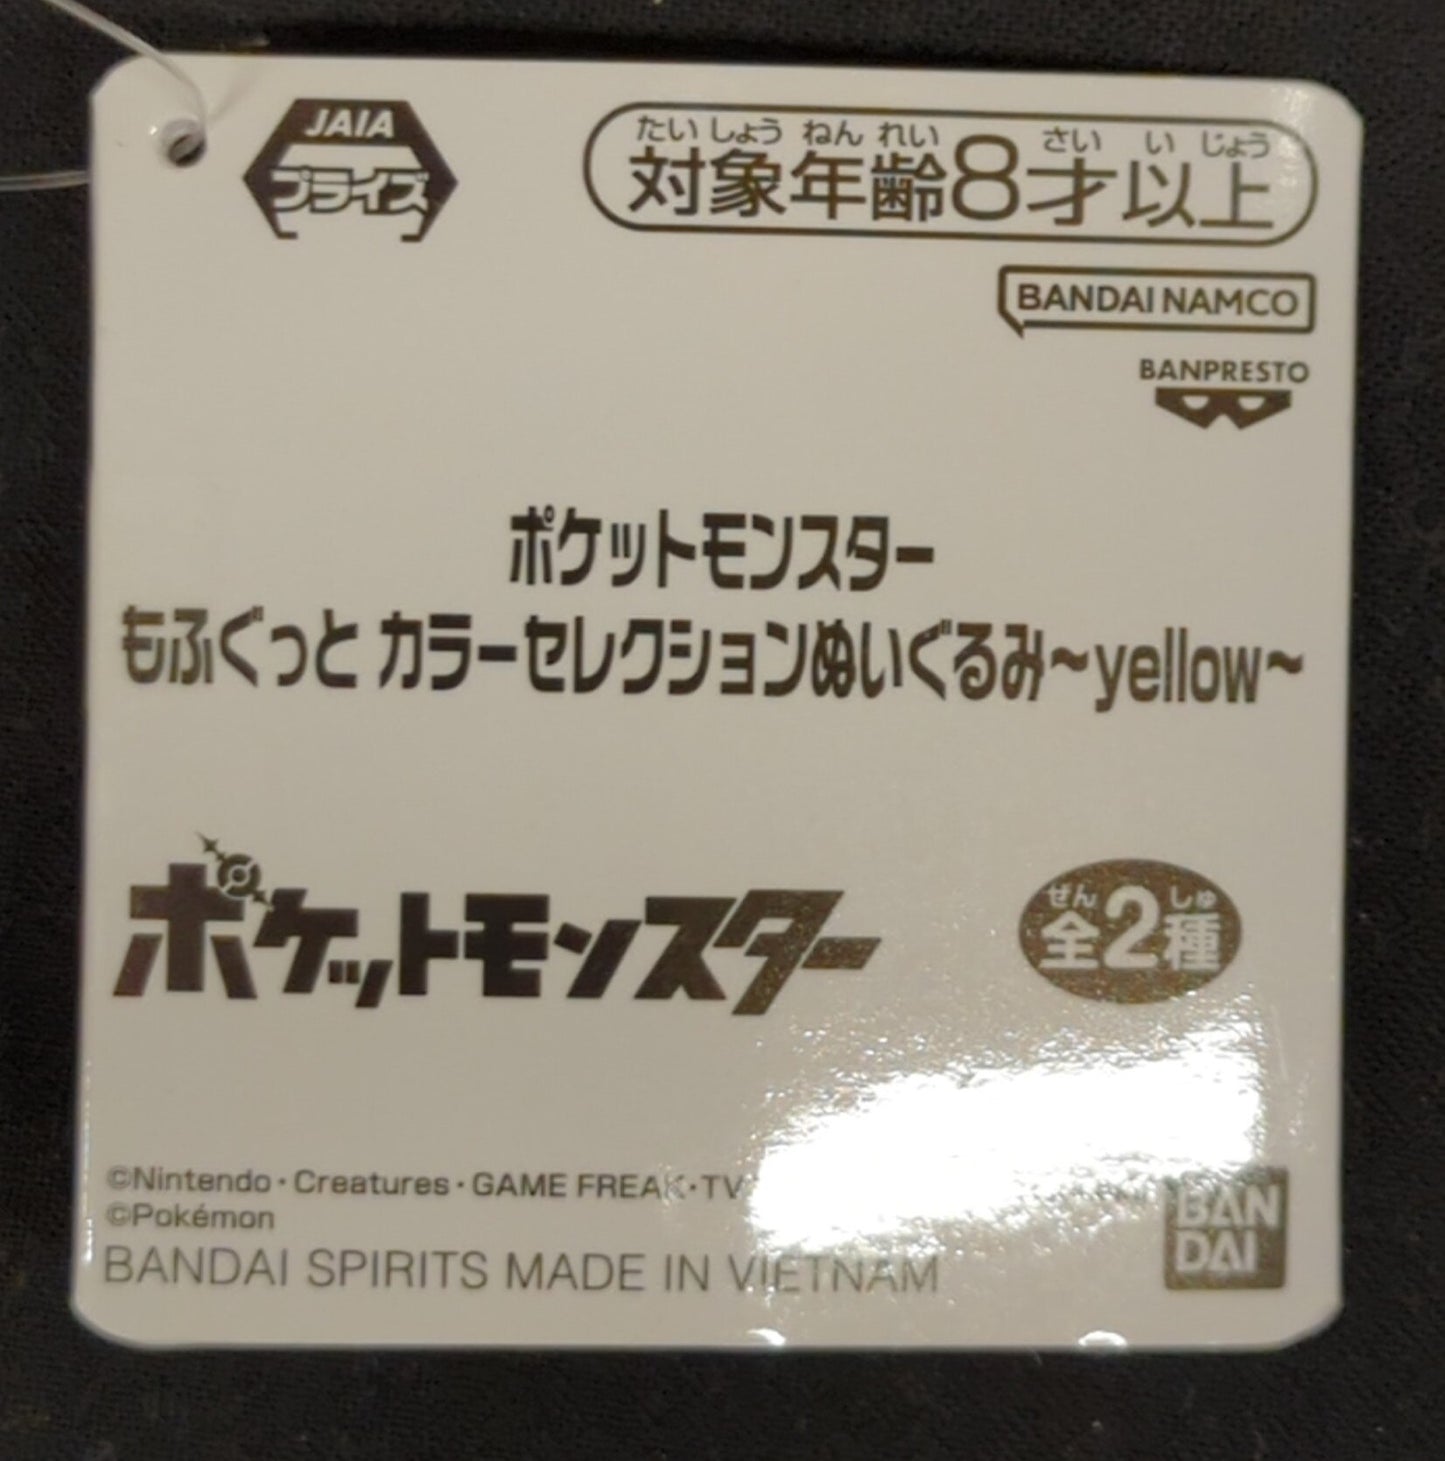 JAIA
プライズ
たいしょうねんれい さいいじょう
対象年齢8才以上
BANDAI NAMCO
BANPRESTO
ポケットモンスター
もふぐっと カラーセレクションぬいぐるみ~yellow~
ポケットモンスター
ぜん しゅ
全2種
©Nintendo・Creatures・GAME FREAK・TV
©Pokémon
BANDAI SPIRITS MADE IN VIETNAM
BAN
DAI